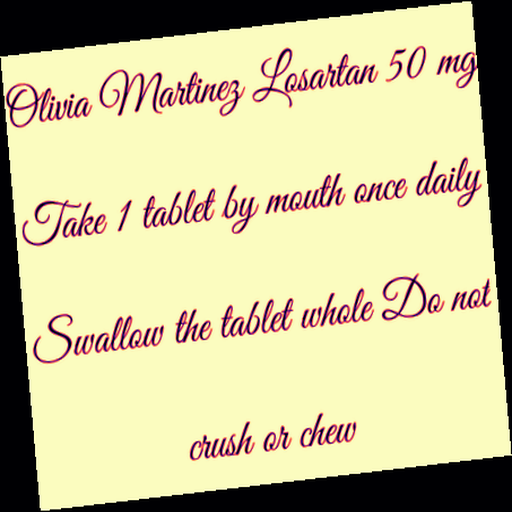 Olivia Martinez Losartan 50 mg
Take 1 tablet by mouth once daily
Swallow the tablet whole Do not
crush or chew